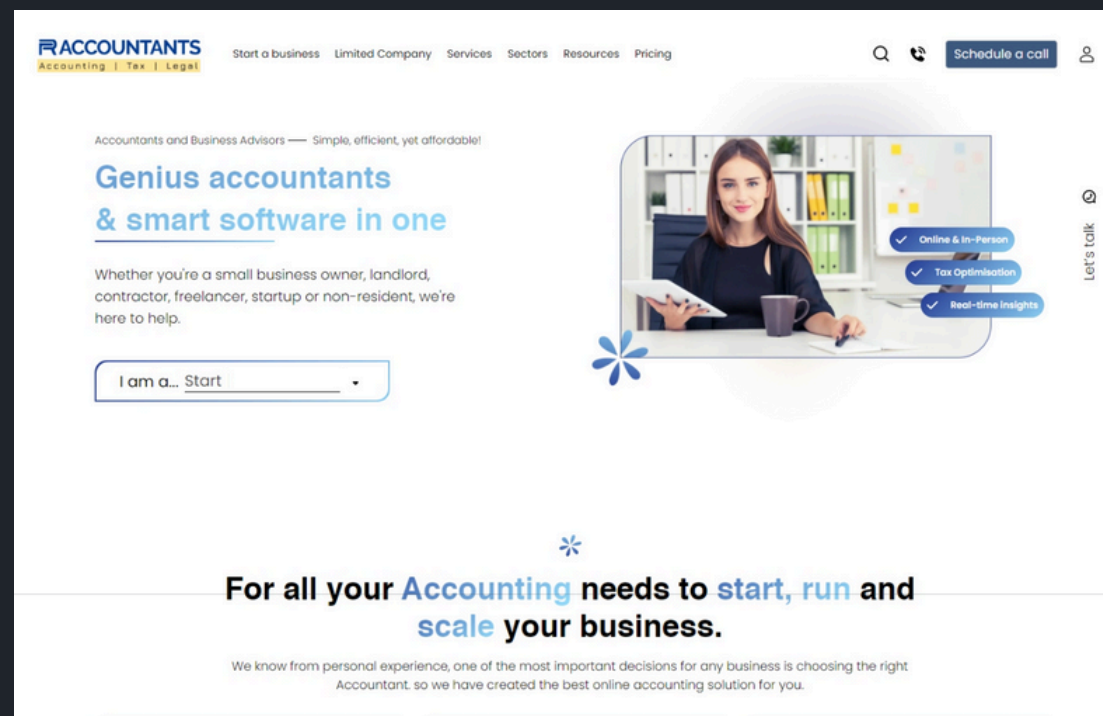 RACCOUNTANTS
Accounting | Tax | Legal
Start a business Limited Company Services Sectors Resources Pricing
Schedule a call
Accountants and Business Advisors — Simple, efficient, yet affordable!
Genius accountants
& smart software in one
Whether you're a small business owner, landlord,
contractor, freelancer, startup or non-resident, we're
here to help.
I am a... Start
Online & In-Person
Tax Optimisation
Real-time insights
Let's talk
For all your Accounting needs to start, run and
scale your business.
We know from personal experience, one of the most important decisions for any business is choosing the right
Accountant. so we have created the best online accounting solution for you.